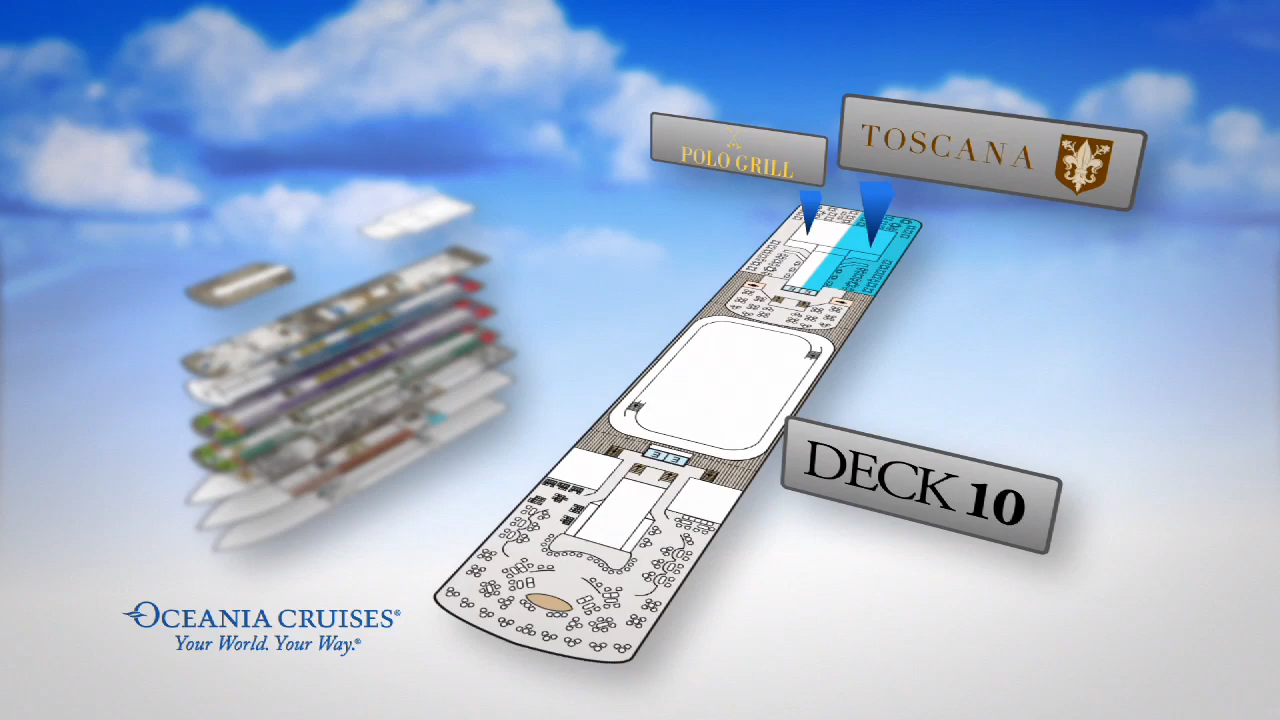 POLO GRILL
TOSCANA
DECK 10
OCEANIA CRUISES®
Your World. Your Way.®